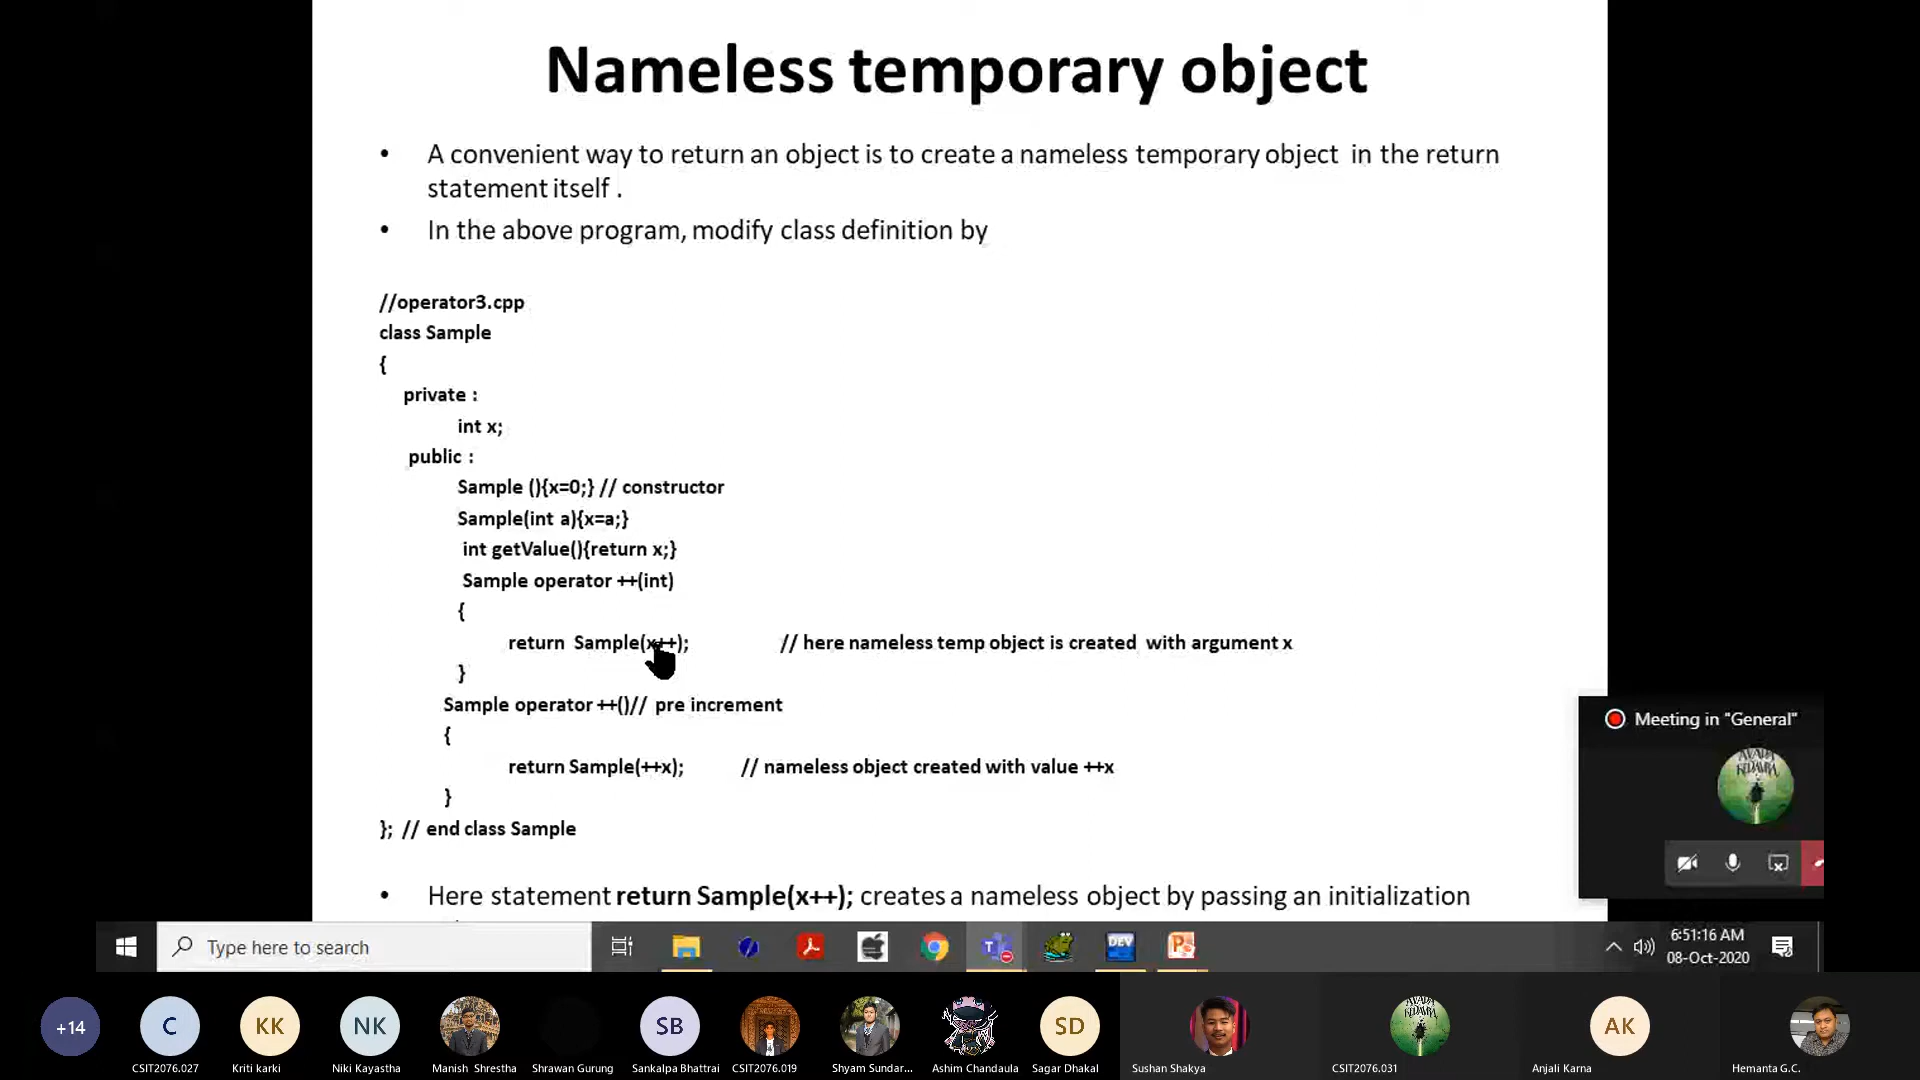 Nameless temporary object
• A convenient way to return an object is to create a nameless temporary object in the return
statement itself .
• In the above program, modify class definition by
//operator3.cpp
class Sample
{
private :
int x;
public :
Sample (){x=0;} // constructor
Sample(int a){x=a;}
int getValue(){return x;}
Sample operator ++(int)
{
return Sample(x++); // here nameless temp object is created with argument x
}
Sample operator ++()// pre increment
{
return Sample(++x); // nameless object created with value ++x
}
}; // end class Sample
• Here statement return Sample(x++); creates a nameless object by passing an initialization
Meeting in "General"
AVADA
KEDAVRA
Type here to search
DEV
6:51:16 AM
08-Oct-2020
+14
C
KK
NK
SB
SD
AVADA
KEDAVRA
AK
CSIT2076.027
Kriti karki
Niki Kayastha
Manish Shrestha
Shrawan Gurung
Sankalpa Bhattrai
CSIT2076.019
Shyam Sundar...
Ashim Chandaula
Sagar Dhakal
Sushan Shakya
CSIT2076.031
Anjali Karna
Hemanta G.C.